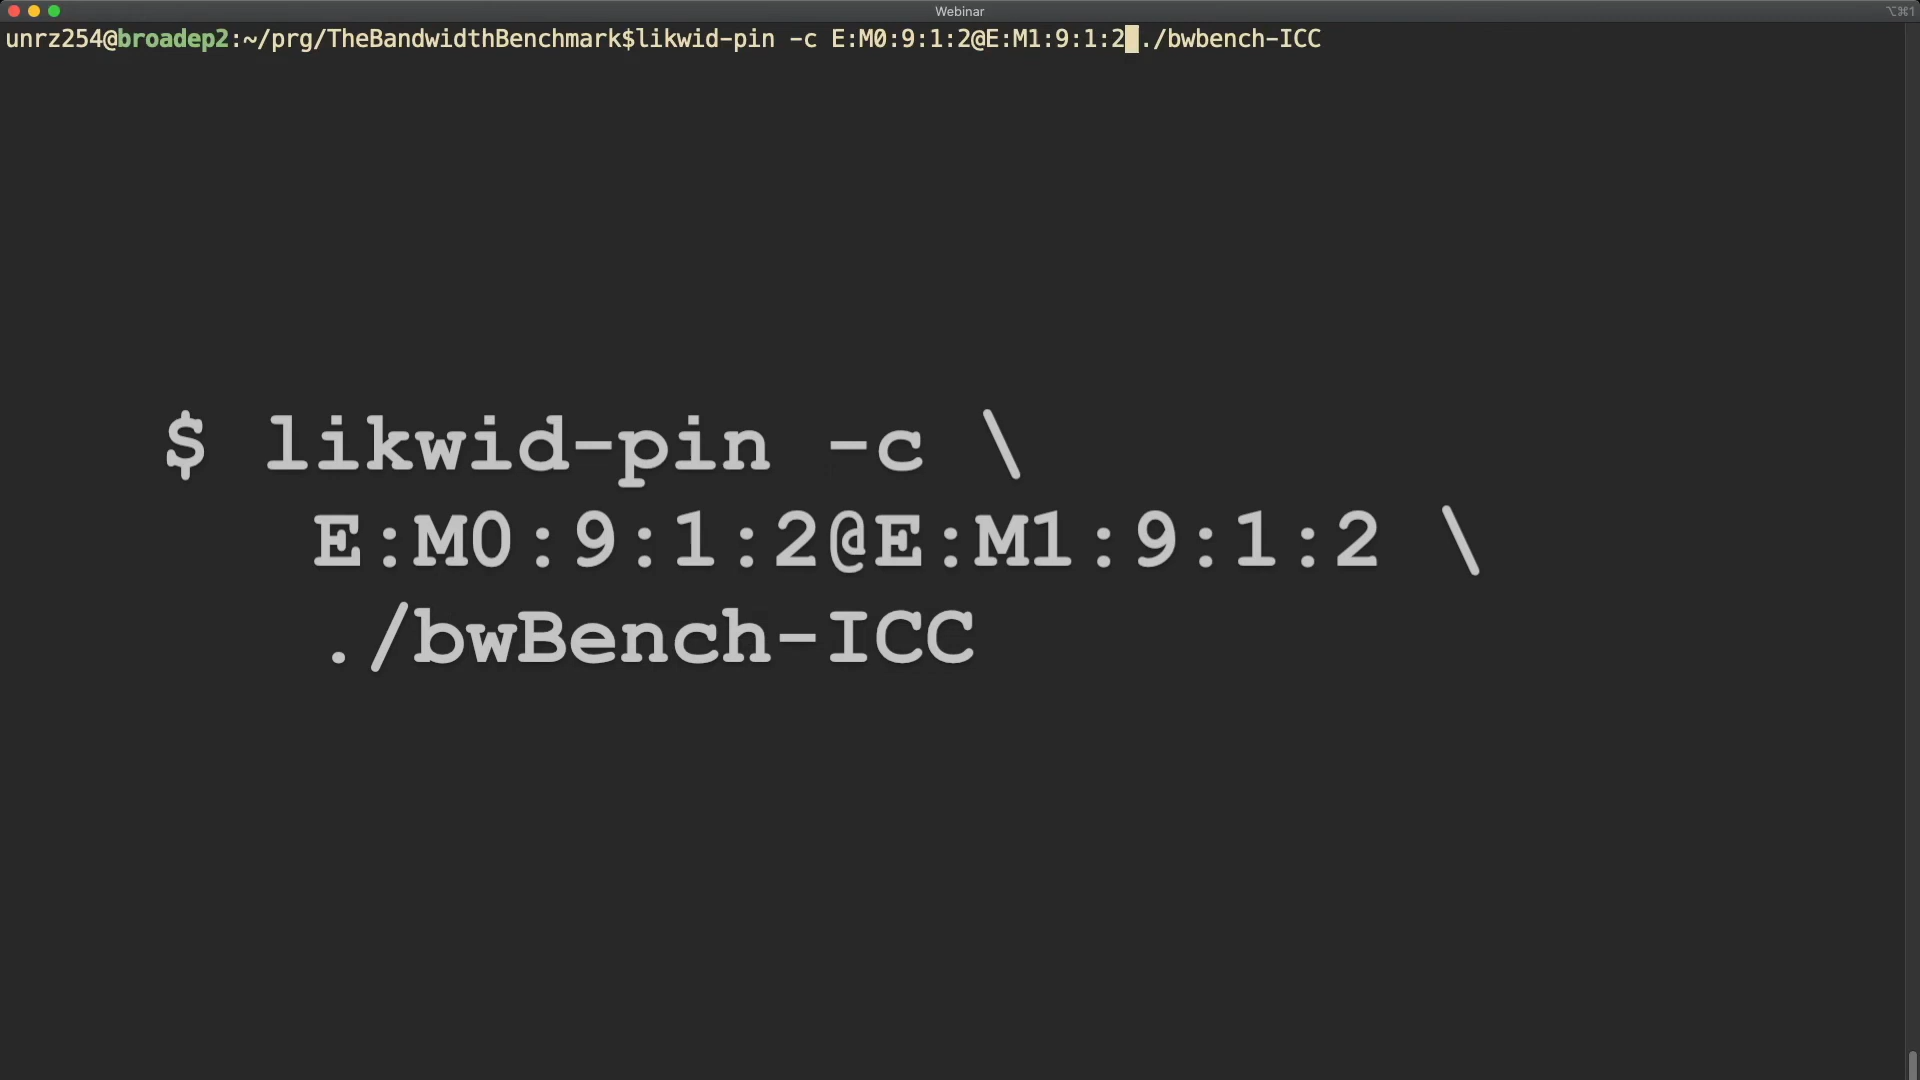 Webinar
⌥⌘1
unrz254@broadep2:~/prg/TheBandwidthBenchmark$likwid-pin -c E:M0:9:1:2@E:M1:9:1:2 ./bwbench-ICC
$ likwid-pin -c \
E:M0:9:1:2@E:M1:9:1:2 \
./bwBench-ICC